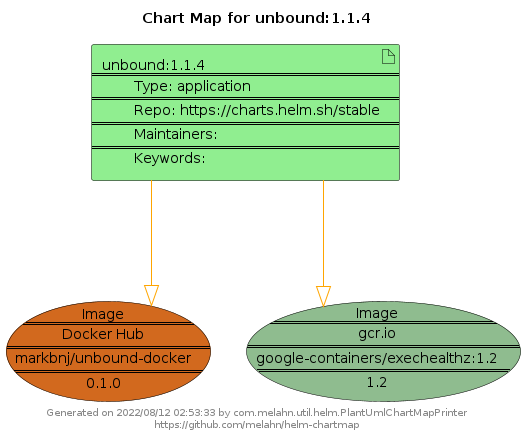 Chart Map for unbound:1.1.4
unbound:1.1.4
Type: application
Repo: https://charts.helm.sh/stable
Maintainers:
Keywords:
Image
Docker Hub
markbnj/unbound-docker
0.1.0
Image
gcr.io
google-containers/exechealthz:1.2
1.2
Generated on 2022/08/12 02:53:33 by com.melahn.util.helm.PlantUmlChartMapPrinter
https://github.com/melahn/helm-chartmap